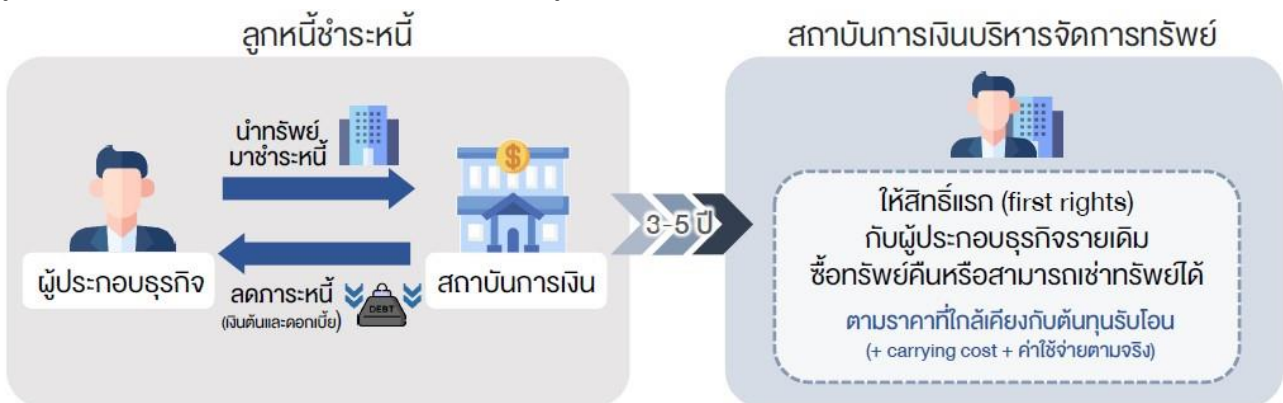 ลูกหนี้ชำระหนี้
นำทรัพย์
มาชำระหนี้
$
ผู้ประกอบธุรกิจ
สถาบันการเงิน
ลดภาระหนี้
(เงินต้นและดอกเบี้ย)
DEBT
3-5 ปี
สถาบันการเงินบริหารจัดการทรัพย์
ให้สิทธิ์แรก (first rights)
กับผู้ประกอบธุรกิจรายเดิม
ซื้อทรัพย์คืนหรือสามารถเช่าทรัพย์ได้
ตามราคาที่ใกล้เคียงกับต้นทุนรับโอน
(+ carrying cost + ค่าใช้จ่ายตามจริง)